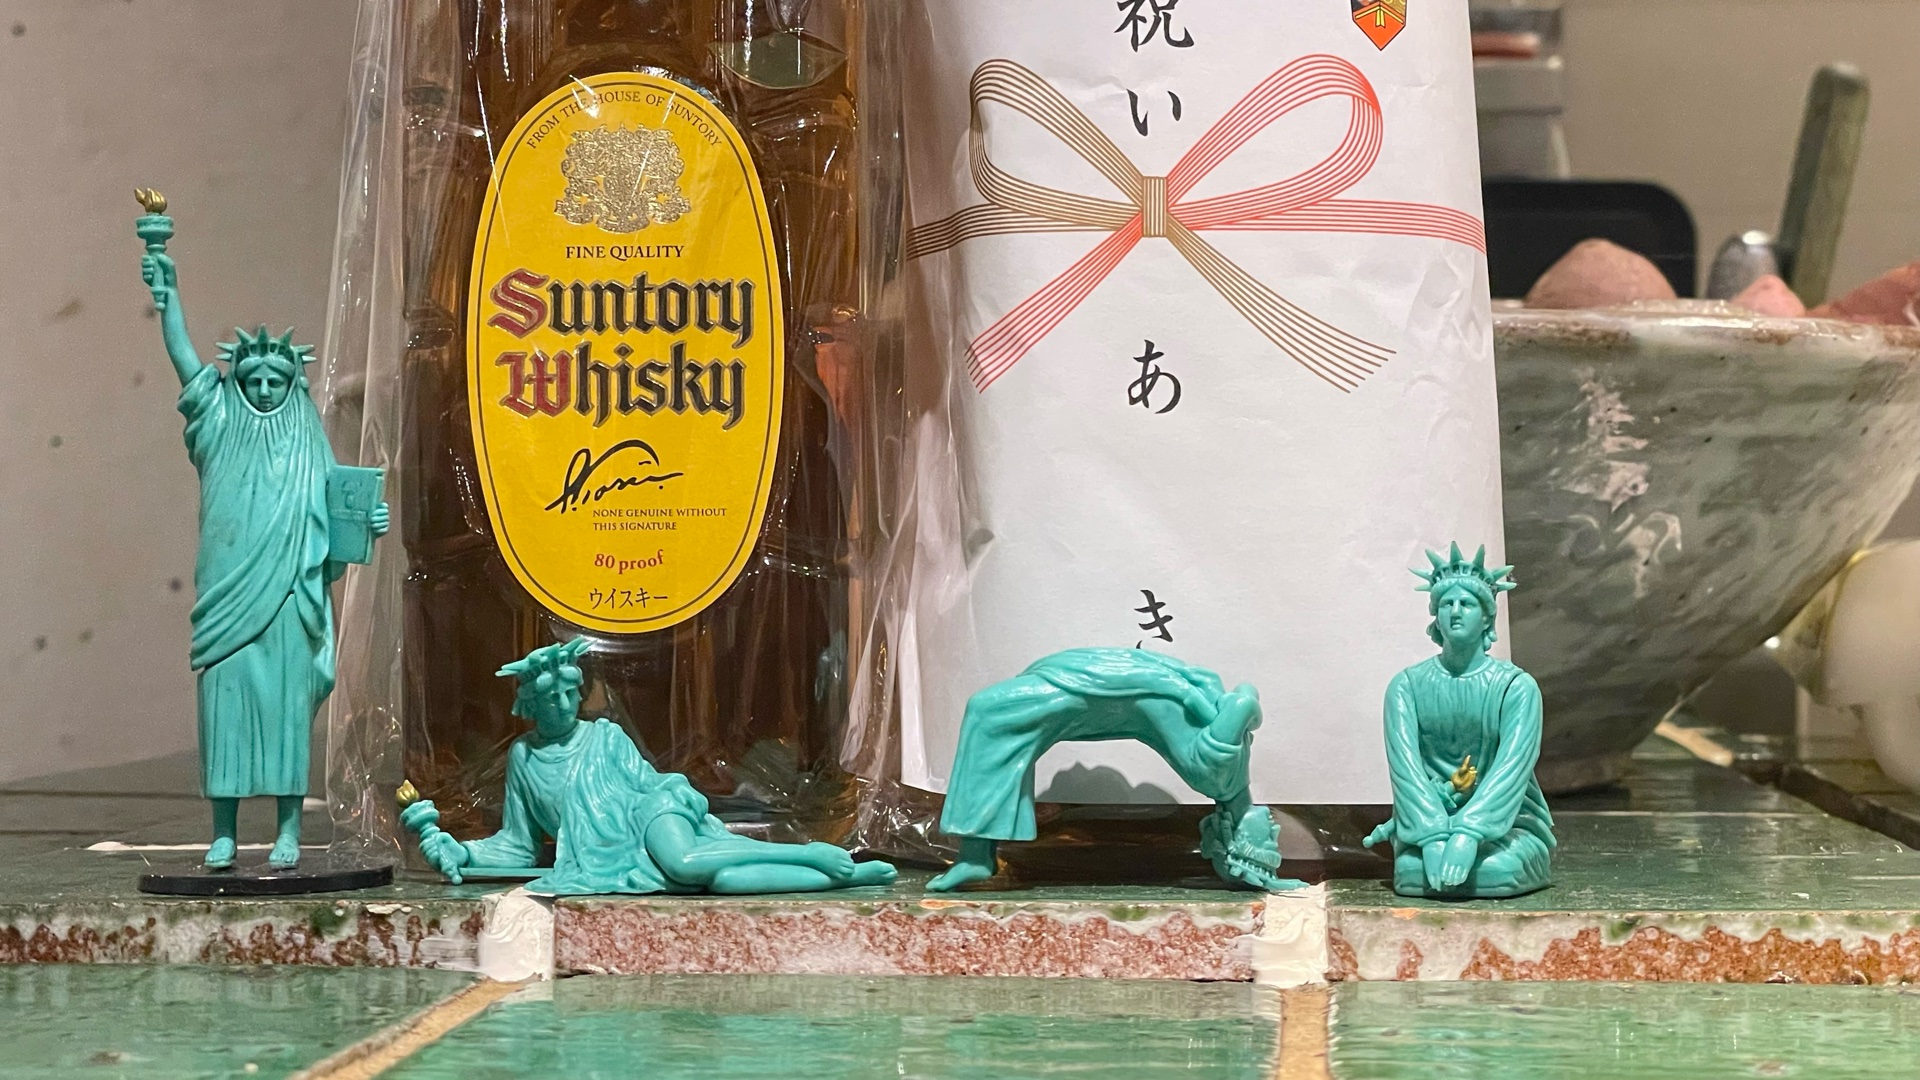 FROM THE HOUSE OF SUNTORY
FINE QUALITY
Suntory
Whisky
NONE GENUINE WITHOUT
THIS SIGNATURE
80 proof
ウイスキー
祝い
あき